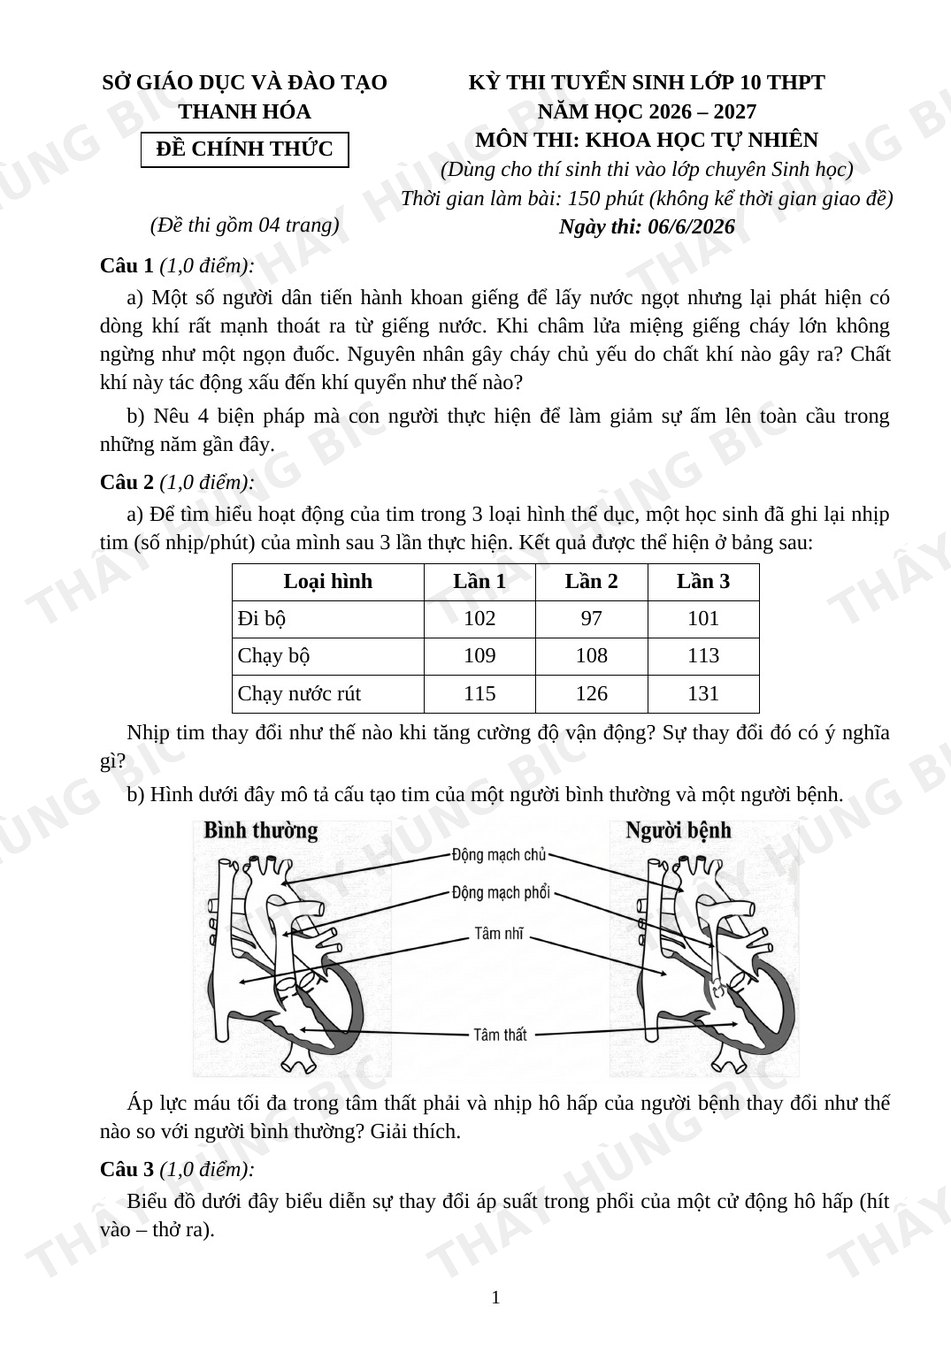 SỞ GIÁO DỤC VÀ ĐÀO TẠO
THANH HÓA
ĐỀ CHÍNH THỨC
(Đề thi gồm 04 trang)
KỲ THI TUYỂN SINH LỚP 10 THPT
NĂM HỌC 2026 – 2027
MÔN THI: KHOA HỌC TỰ NHIÊN
(Dùng cho thí sinh thi vào lớp chuyên Sinh học)
Thời gian làm bài: 150 phút (không kể thời gian giao đề)
Ngày thi: 06/6/2026
Câu 1 (1,0 điểm):
a) Một số người dân tiến hành khoan giếng để lấy nước ngọt nhưng lại phát hiện có
dòng khí rất mạnh thoát ra từ giếng nước. Khi châm lửa miệng giếng cháy lớn không
ngừng như một ngọn đuốc. Nguyên nhân gây cháy chủ yếu do chất khí nào gây ra? Chất
khí này tác động xấu đến khí quyển như thế nào?
b) Nêu 4 biện pháp mà con người thực hiện để làm giảm sự ấm lên toàn cầu trong
những năm gần đây.
Câu 2 (1,0 điểm):
a) Để tìm hiểu hoạt động của tim trong 3 loại hình thể dục, một học sinh đã ghi lại nhịp
tim (số nhịp/phút) của mình sau 3 lần thực hiện. Kết quả được thể hiện ở bảng sau:
Loại hình Lần 1 Lần 2 Lần 3
Đi bộ 102 97 101
Chạy bộ 109 108 113
Chạy nước rút 115 126 131
Nhịp tim thay đổi như thế nào khi tăng cường độ vận động? Sự thay đổi đó có ý nghĩa
gì?
b) Hình dưới đây mô tả cấu tạo tim của một người bình thường và một người bệnh.
Bình thường
Người bệnh
Động mạch chủ
Động mạch phổi
Tâm nhĩ
Tâm thất
Áp lực máu tối đa trong tâm thất phải và nhịp hô hấp của người bệnh thay đổi như thế
nào so với người bình thường? Giải thích.
Câu 3 (1,0 điểm):
Biểu đồ dưới đây biểu diễn sự thay đổi áp suất trong phổi của một cử động hô hấp (hít
vào – thở ra).
1
THẦY HÙNG BIC
THẦY HÙNG BIC
THẦY HÙNG BIC
THẦY HÙNG BIC